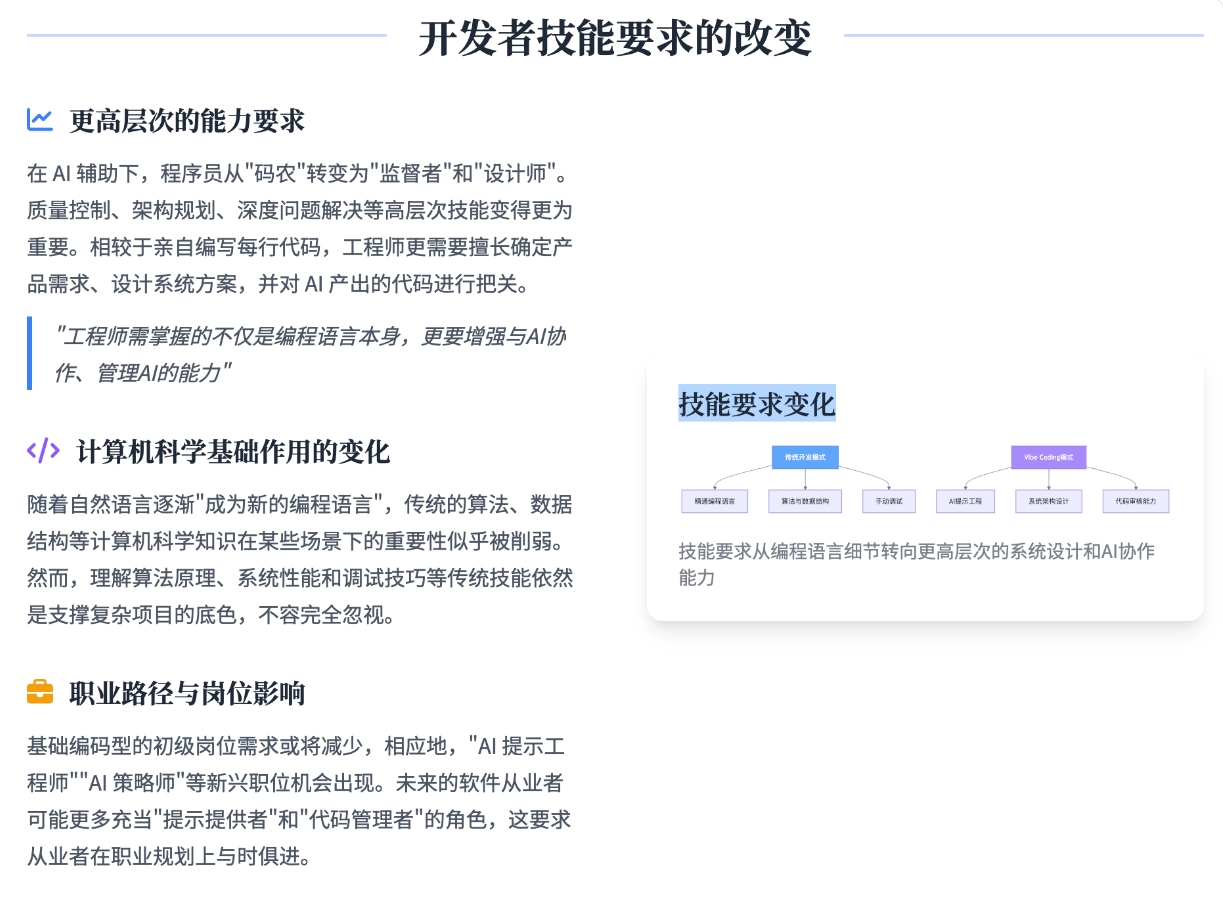 开发者技能要求的改变
更高层次的能力要求
在 AI 辅助下，程序员从"码农"转变为"监督者"和"设计师"。
质量控制、架构规划、深度问题解决等高层次技能变得更为
重要。相较于亲自编写每行代码，工程师更需要擅长确定产
品需求、设计系统方案，并对 AI 产出的代码进行把关。
"工程师需掌握的不仅是编程语言本身，更要增强与AI协
作、管理AI的能力"
计算机科学基础作用的变化
随着自然语言逐渐"成为新的编程语言"，传统的算法、数据
结构等计算机科学知识在某些场景下的重要性似乎被削弱。
然而，理解算法原理、系统性能和调试技巧等传统技能依然
是支撑复杂项目的底色，不容完全忽视。
职业路径与岗位影响
基础编码型的初级岗位需求或将减少，相应地，"AI 提示工
程师""AI 策略师"等新兴职位机会出现。未来的软件从业者
可能更多充当"提示提供者"和"代码管理者"的角色，这要求
从业者在职业规划上与时俱进。
技能要求变化
传统开发模式
Vibe Coding模式
精通编程语言
算法与数据结构
手动调试
AI提示工程
系统架构设计
代码审核能力
技能要求从编程语言细节转向更高层次的系统设计和AI协作
能力